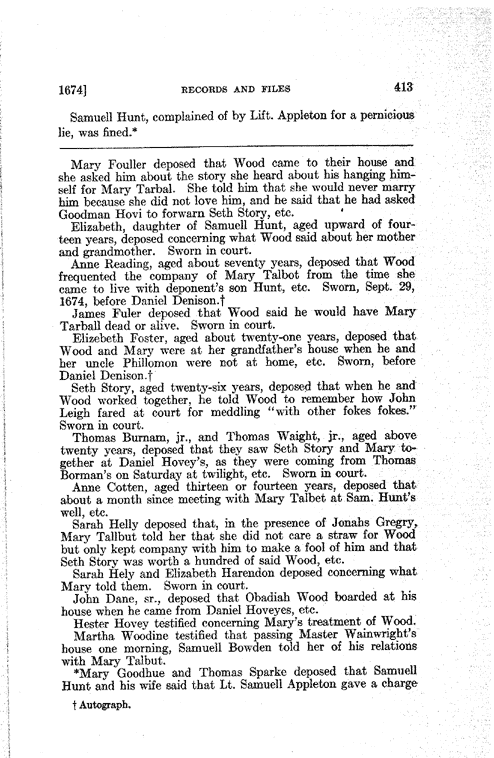 1674] RECORDS AND FILES 413
Samuell Hunt, complained of by Lift. Appleton for a pernicious
lie, was fined.*
Mary Fouller deposed that Wood came to their house and
she asked him about the story she heard about his hanging him-
self for Mary Tarbal. She told him that she would never marry
him because she did not love him, and he said that he had asked
Goodman Hovi to forwarn Seth Story, etc.
Elizabeth, daughter of Samuell Hunt, aged upward of four-
teen years, deposed concerning what Wood said about her mother
and grandmother. Sworn in court.
Anne Reading, aged about seventy years, deposed that Wood
frequented the company of Mary Talbot from the time she
came to live with deponent's son Hunt, etc. Sworn, Sept. 29,
1674, before Daniel Denison.†
James Fuler deposed that Wood said he would have Mary
Tarball dead or alive. Sworn in court.
Elizebeth Foster, aged about twenty-one years, deposed that
Wood and Mary were at her grandfather's house when he and
her uncle Phillomon were not at home, etc. Sworn, before
Daniel Denison.†
Seth Story, aged twenty-six years, deposed that when he and
Wood worked together, he told Wood to remember how John
Leigh fared at court for meddling "with other fokes fokes."
Sworn in court.
Thomas Burnam, jr., and Thomas Waight, jr., aged above
twenty years, deposed that they saw Seth Story and Mary to-
gether at Daniel Hovey's, as they were coming from Thomas
Borman's on Saturday at twilight, etc. Sworn in court.
Anne Cotten, aged thirteen or fourteen years, deposed that
about a month since meeting with Mary Talbet at Sam. Hunt's
well, etc.
Sarah Helly deposed that, in the presence of Jonahs Gregry,
Mary Tallbut told her that she did not care a straw for Wood
but only kept company with him to make a fool of him and that
Seth Story was worth a hundred of said Wood, etc.
Sarah Hely and Elizabeth Harendon deposed concerning what
Mary told them. Sworn in court.
John Dane, sr., deposed that Obadiah Wood boarded at his
house when he came from Daniel Hoveyes, etc.
Hester Hovey testified concerning Mary's treatment of Wood.
Martha Woodine testified that passing Master Wainwright's
house one morning, Samuell Bowden told her of his relations
with Mary Talbut.
*Mary Goodhue and Thomas Sparke deposed that Samuell
Hunt and his wife said that Lt. Samuell Appleton gave a charge
† Autograph.